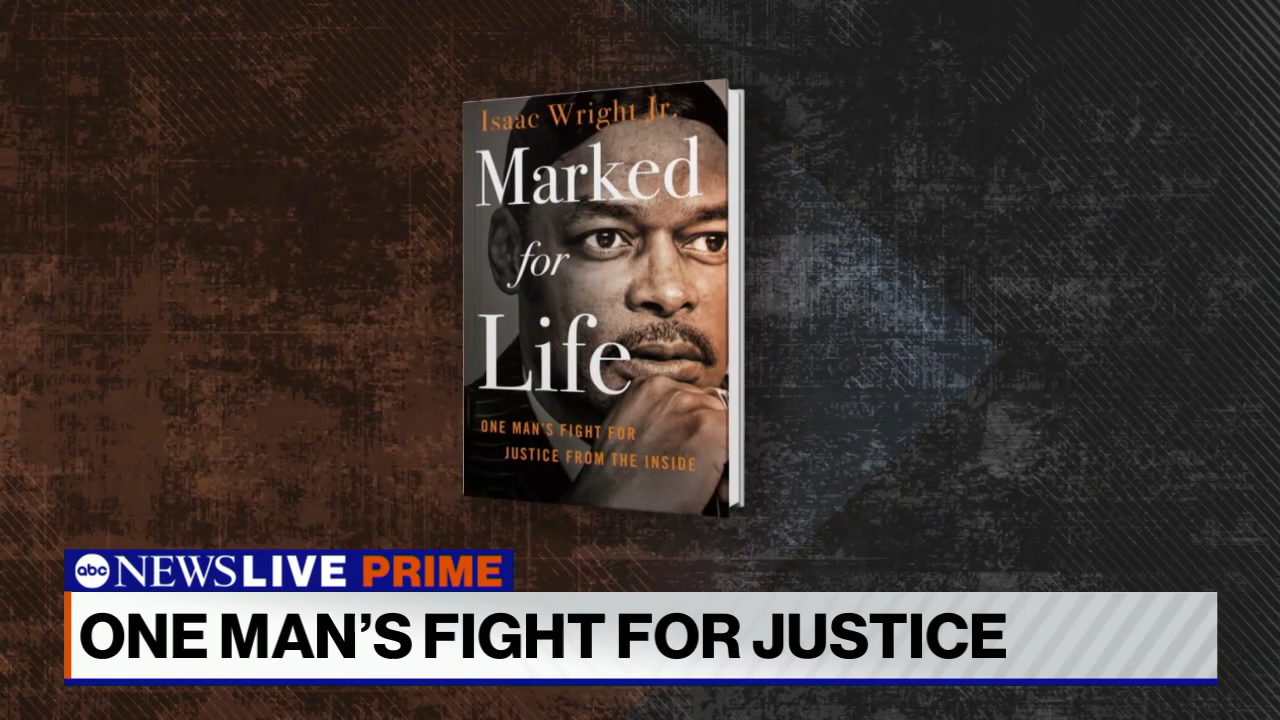 Isaac Wright Jr.
Marked
for
Life
ONE MAN'S FIGHT FOR
JUSTICE FROM THE INSIDE
abc NEWS LIVE PRIME
ONE MAN’S FIGHT FOR JUSTICE